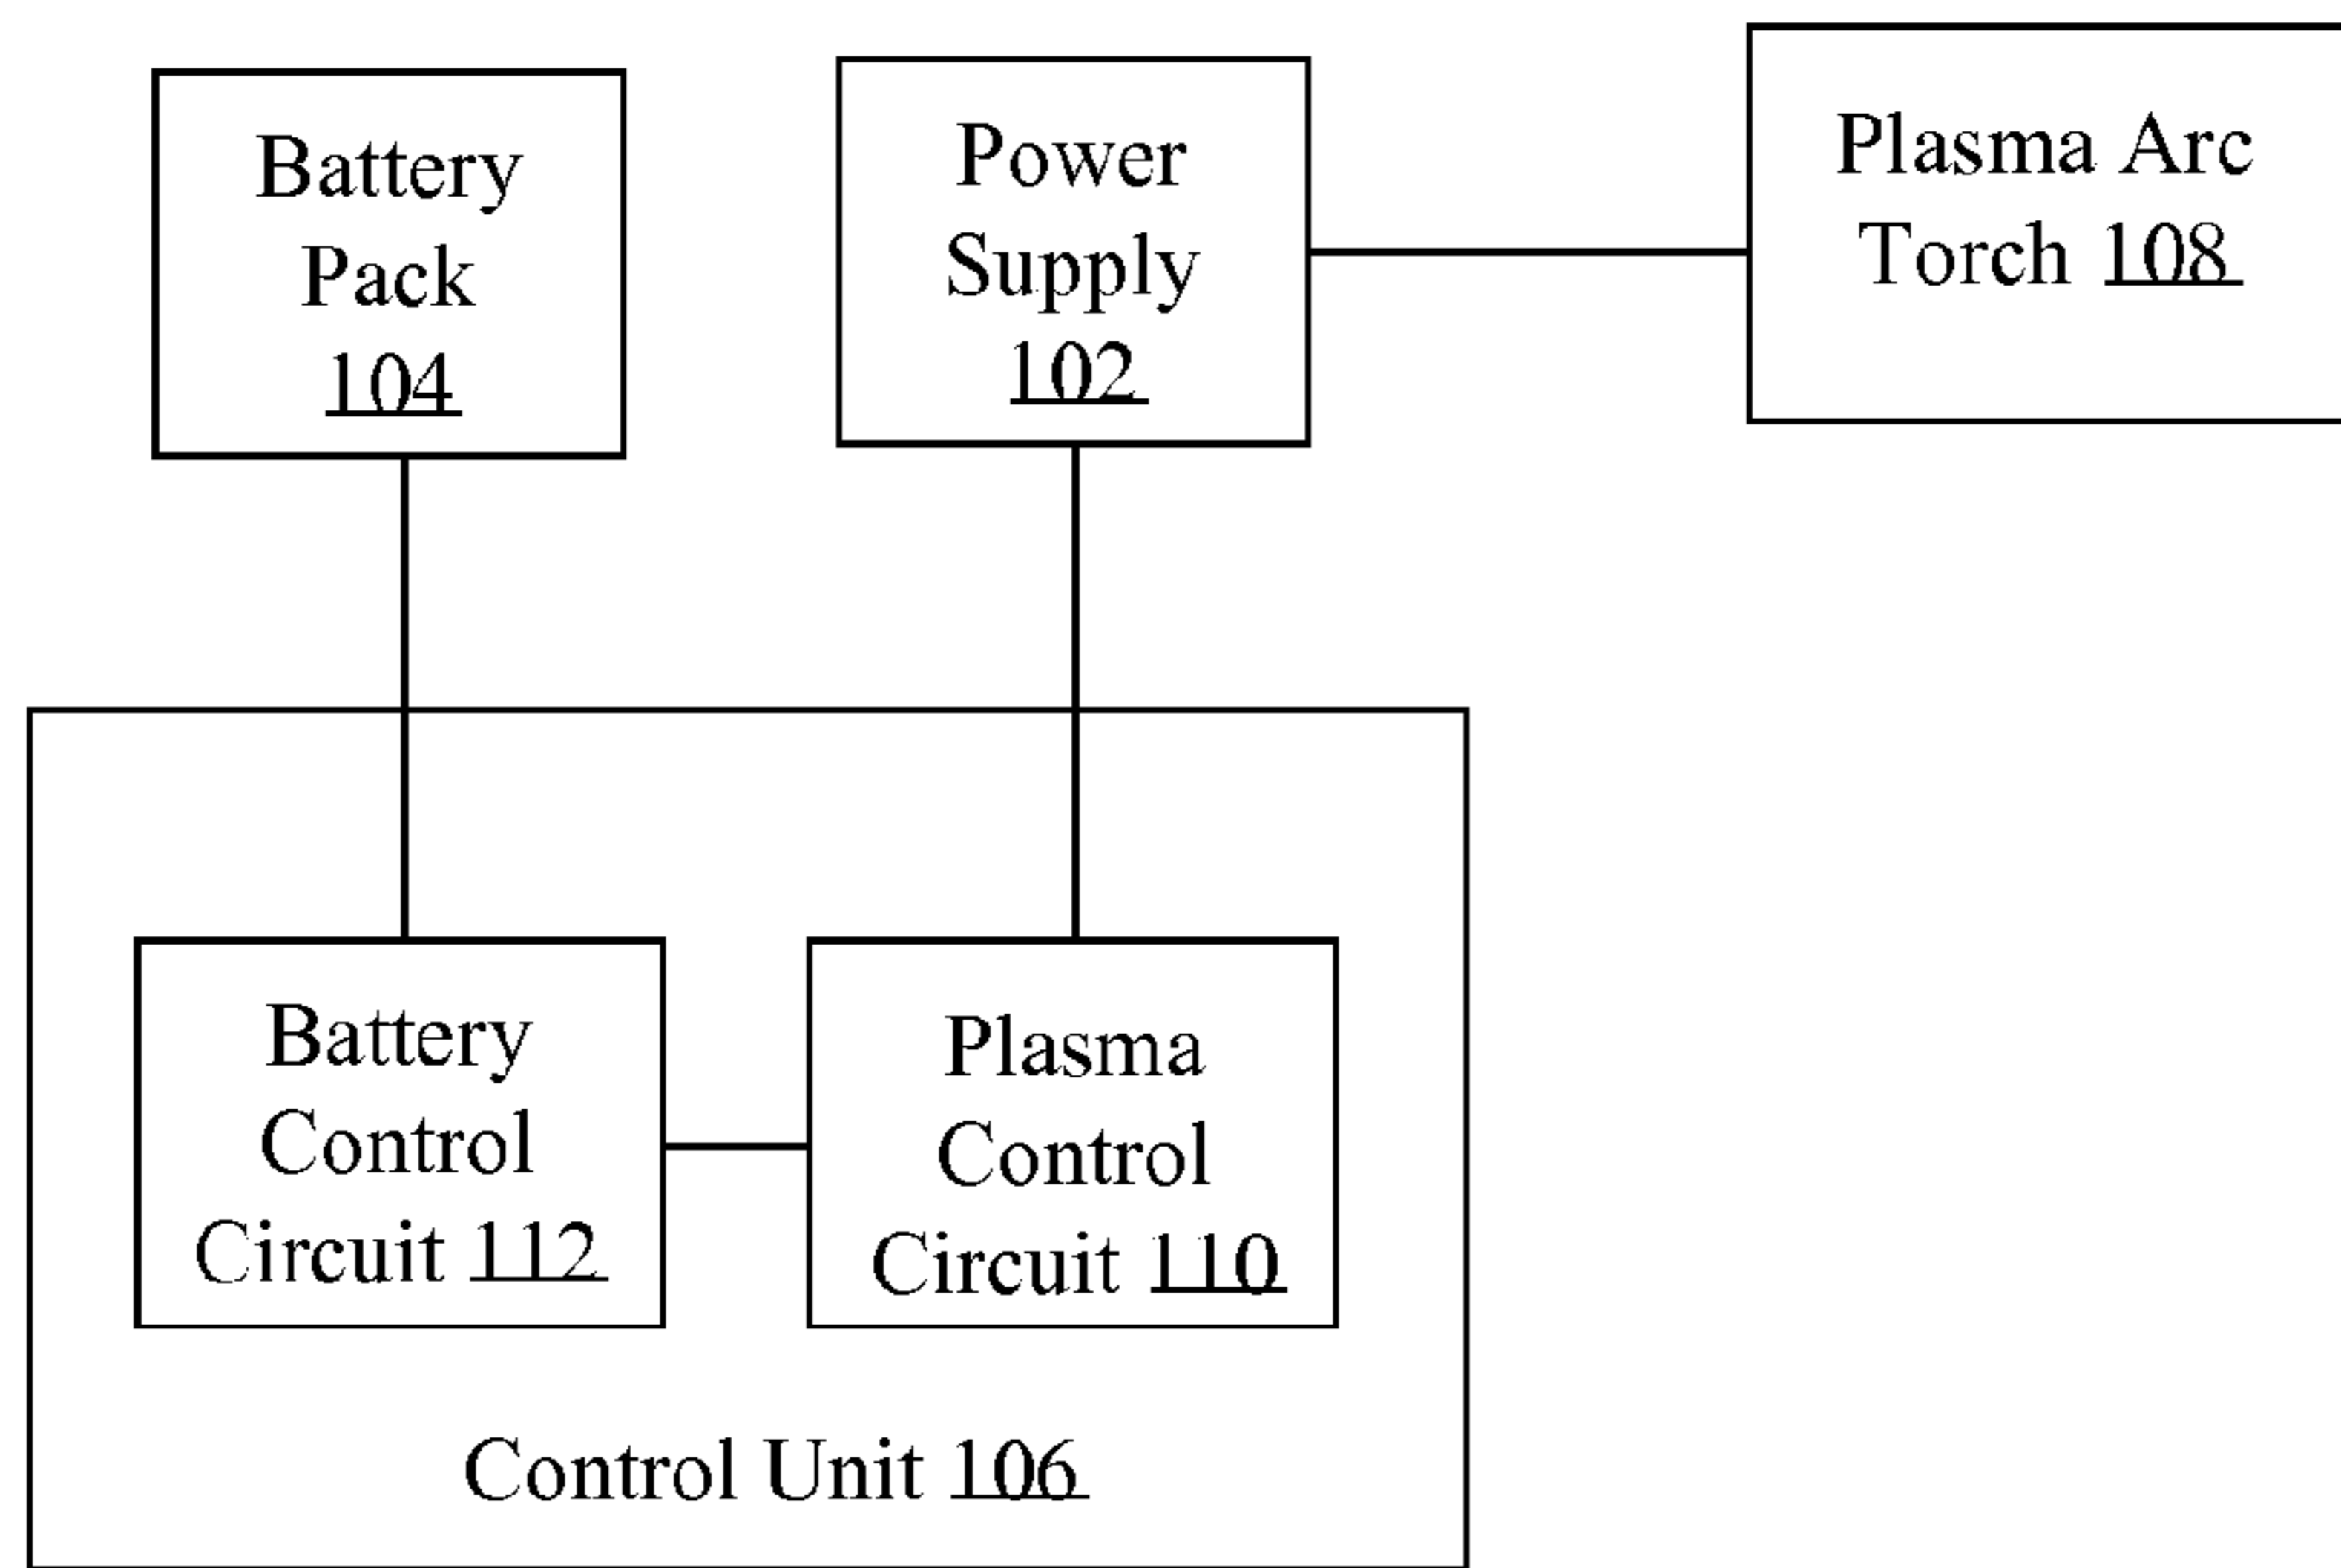 Battery
Pack
104
Power
Supply
102
Plasma Arc
Torch 108
Battery
Control
Circuit 112
Plasma
Control
Circuit 110
Control Unit 106